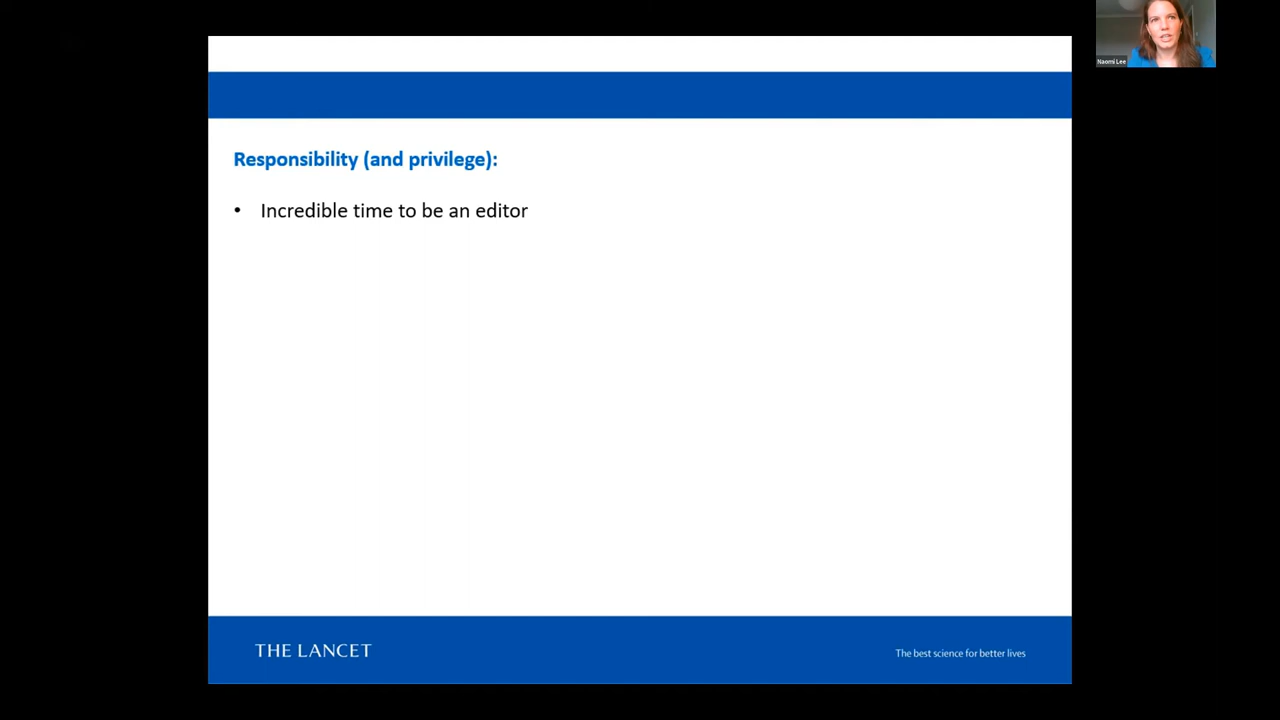 Naomi Lee
Responsibility (and privilege):
• Incredible time to be an editor
THE LANCET
The best science for better lives